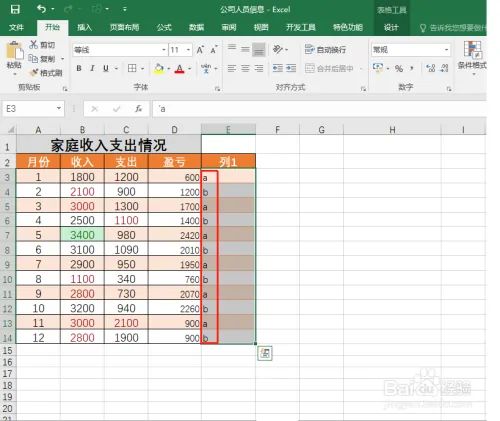 公司人员信息 - Excel
表格工具
文件 开始 插入 页面布局 公式 数据 审阅 视图 开发工具 特色功能 设计 告诉我您想要做什
粘贴 剪切 复制 格式刷
等线 11
自动换行
合并后居中
常规
条件格式
B I U
剪贴板 字体 对齐方式 数字
E3 'a
A B C D E F G H I
1 家庭收入支出情况
2 月份 收入 支出 盈亏 列1
3 1 1800 1200 600 a
4 2 2100 900 1200 b
5 3 3000 1300 1700 a
6 4 2500 1100 1400 b
7 5 3400 980 2420 a
8 6 3100 1090 2010 b
9 7 2900 950 1950 a
10 8 1100 340 760 b
11 9 2800 730 2070 a
12 10 3200 940 2260 b
13 11 3000 2100 900 a
14 12 2800 1900 900 b
15
16
17
18
19
20
21
Baidu 经验
jingyan.baidu.com